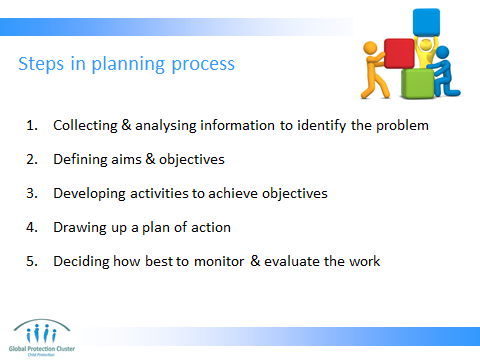 Steps in planning process
1. Collecting & analysing information to identify the problem
2. Defining aims & objectives
3. Developing activities to achieve objectives
4. Drawing up a plan of action
5. Deciding how best to monitor & evaluate the work
Global Protection Cluster
Child Protection